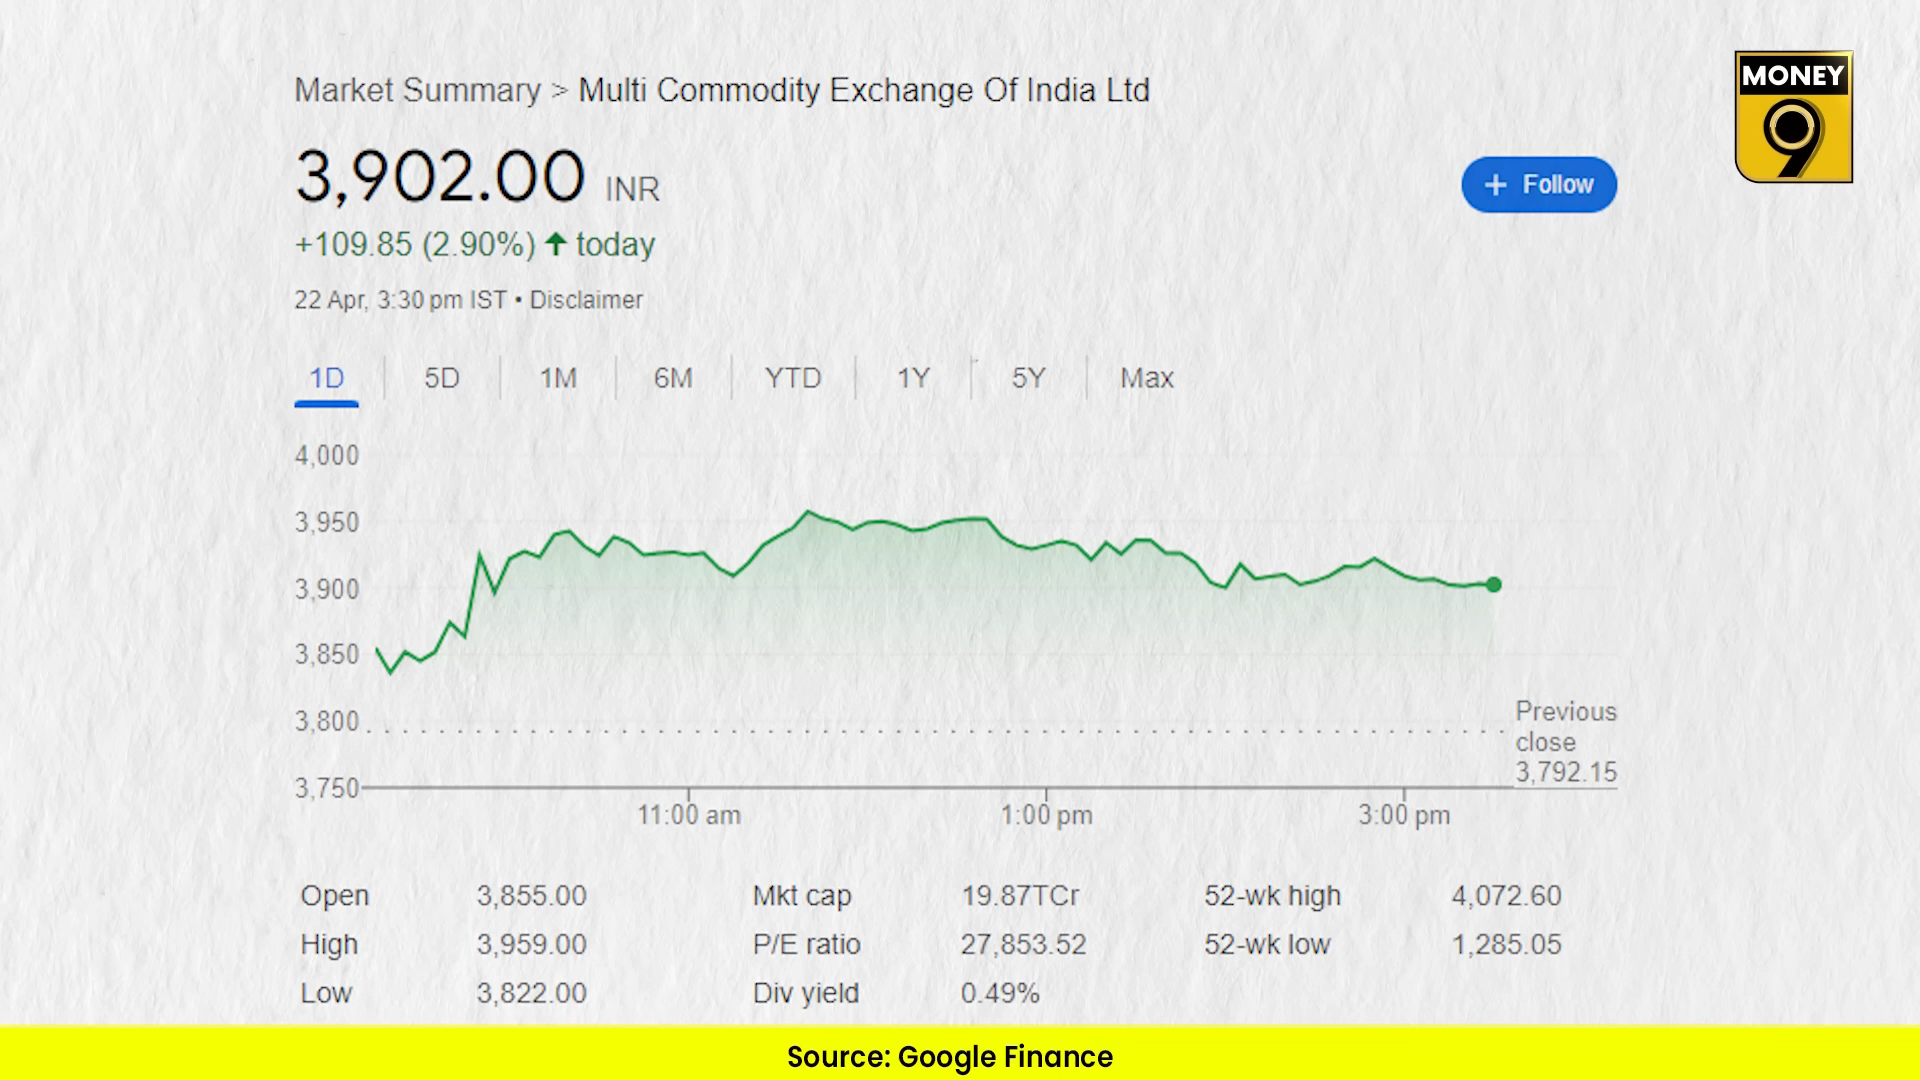 MONEY
9
Market Summary > Multi Commodity Exchange Of India Ltd
3,902.00 INR
+ Follow
+109.85 (2.90%) ↑ today
22 Apr, 3:30 pm IST • Disclaimer
1D 5D 1M 6M YTD 1Y 5Y Max
4,000
3,950
3,900
3,850
3,800
3,750
Previous
close
3,792.15
11:00 am 1:00 pm 3:00 pm
Open 3,855.00 Mkt cap 19.87TCr 52-wk high 4,072.60
High 3,959.00 P/E ratio 27,853.52 52-wk low 1,285.05
Low 3,822.00 Div yield 0.49%
Source: Google Finance